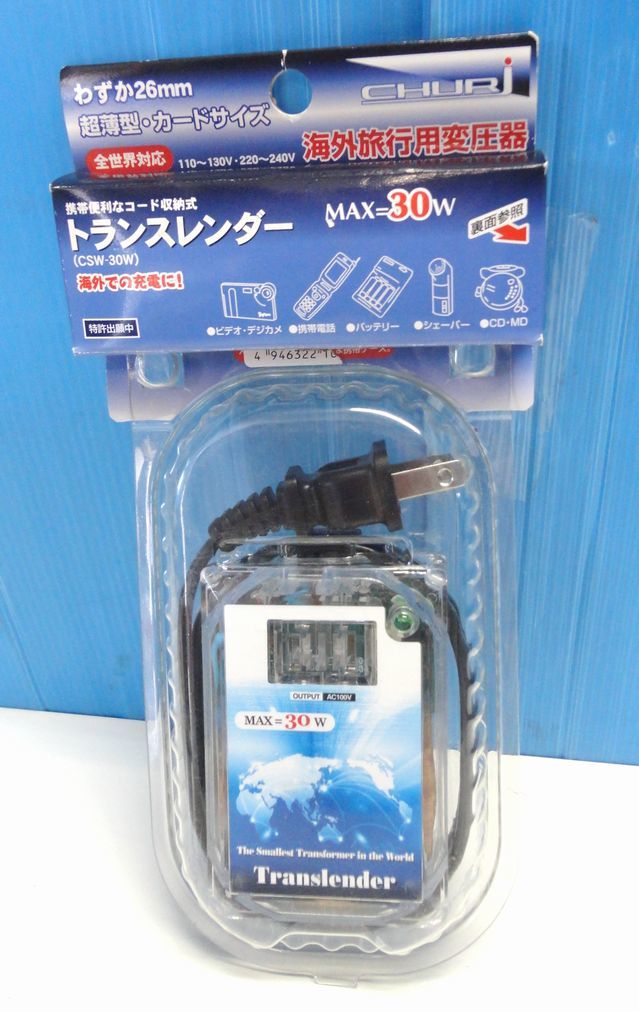 わずか26mm
超薄型・カードサイズ
CHURJ
全世界対応 110～130V・220～240V
海外旅行用変圧器
携帯便利なコード収納式
トランスレンダー
(CSW-30W)
MAX=30W
裏面参照
海外での充電に!
特許出願中
●ビデオ・デジカメ ●携帯電話 ●バッテリー ●シェーバー ●CD・MD
4 946322 10
OUTPUT AC100V
MAX=30W
The Smallest Transformer in the World
Translender